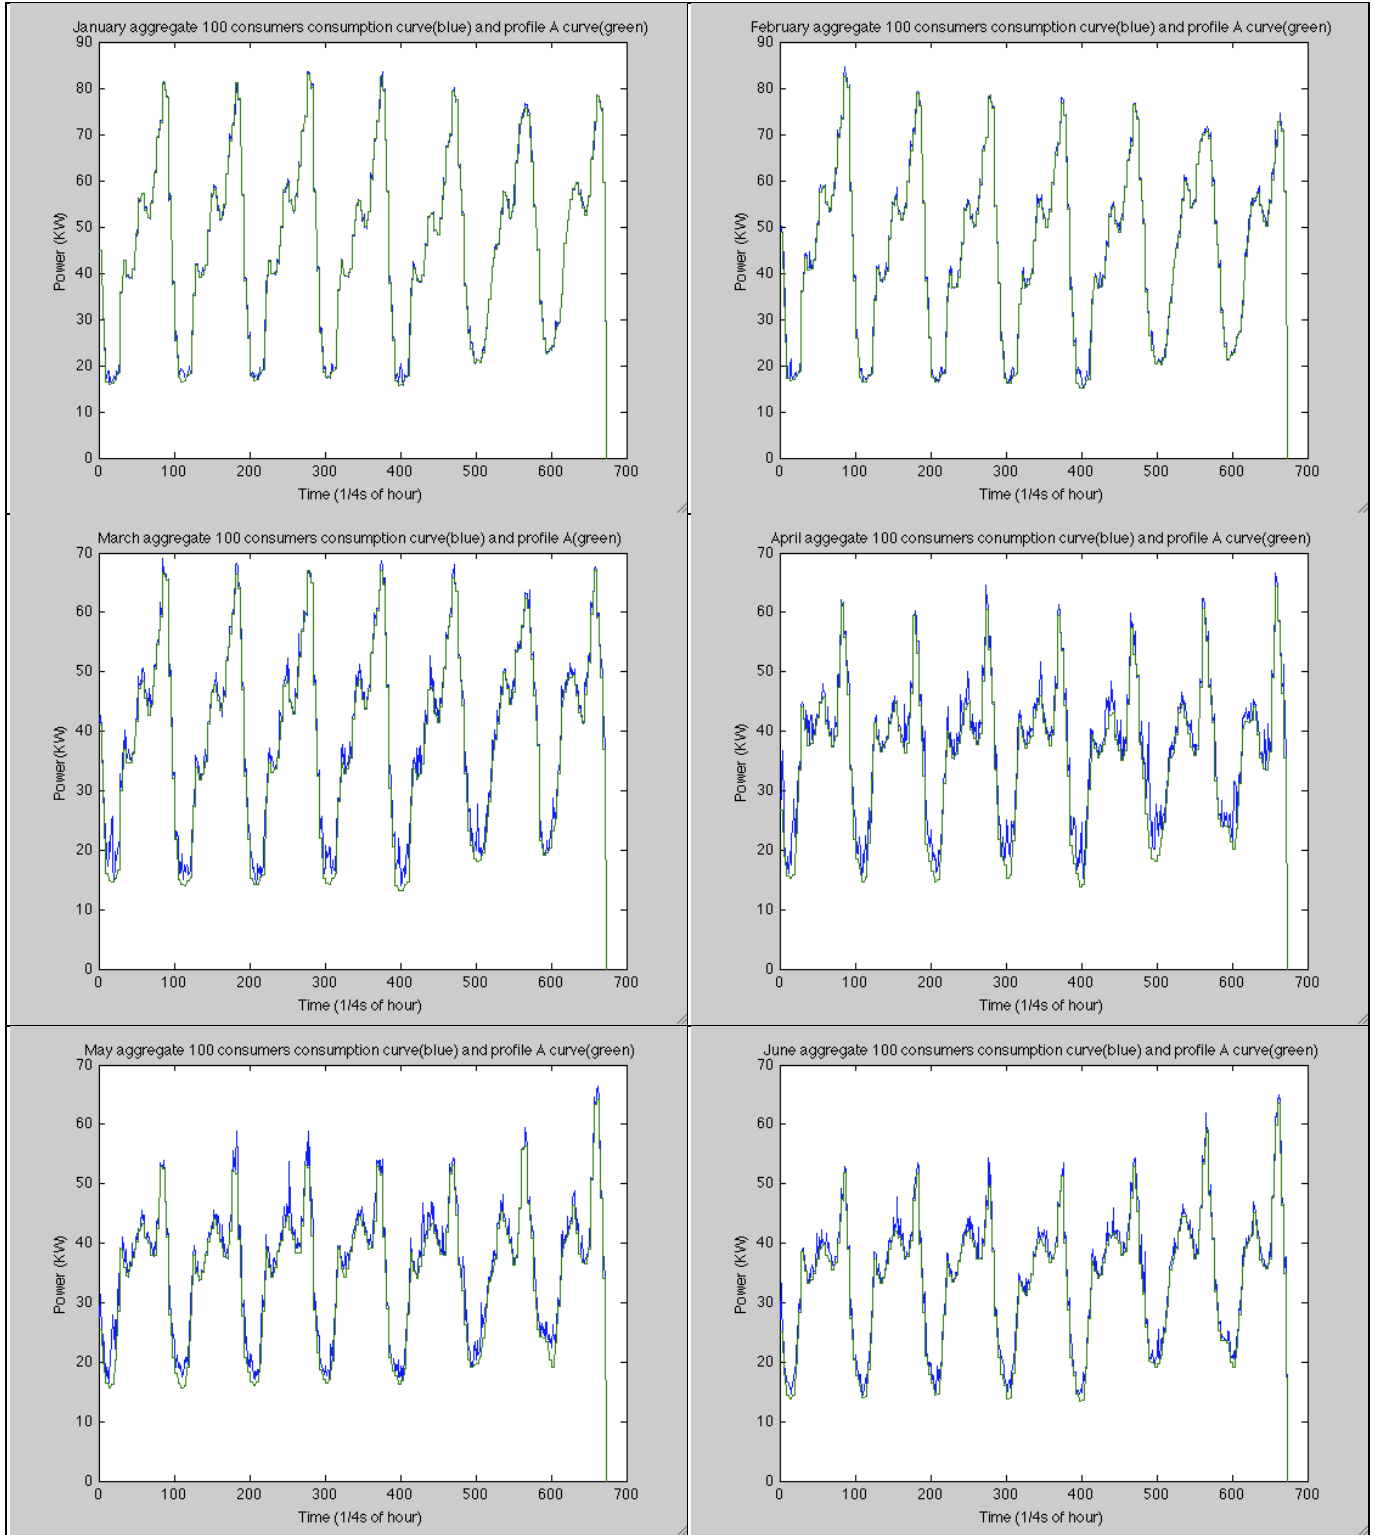 January aggregate 100 consumers consumption curve(blue) and profile A curve(green)
90
80
70
60
50
40
30
20
10
0
Power (KW)
0 100 200 300 400 500 600 700
Time (1/4s of hour)
February aggregate 100 consumers consumption curve(blue) and profile A curve(green)
90
80
70
60
50
40
30
20
10
0
Power (KW)
0 100 200 300 400 500 600 700
Time (1/4s of hour)
March aggregate 100 consumers consumption curve(blue) and profile A(green)
70
60
50
40
30
20
10
0
Power (KW)
0 100 200 300 400 500 600 700
Time (1/4s of hour)
April aggegate 100 consumers conumption curve(blue) and profile A curve(green)
70
60
50
40
30
20
10
0
Power (KW)
0 100 200 300 400 500 600 700
Time (1/4s of hour)
May aggregate 100 consumers consumption curve(blue) and profile A curve(green)
70
60
50
40
30
20
10
0
Power (KW)
0 100 200 300 400 500 600 700
Time (1/4s of hour)
June aggregate 100 consumers consumption curve(blue) and profile A curve(green)
70
60
50
40
30
20
10
0
Power (KW)
0 100 200 300 400 500 600 700
Time (1/4s of hour)